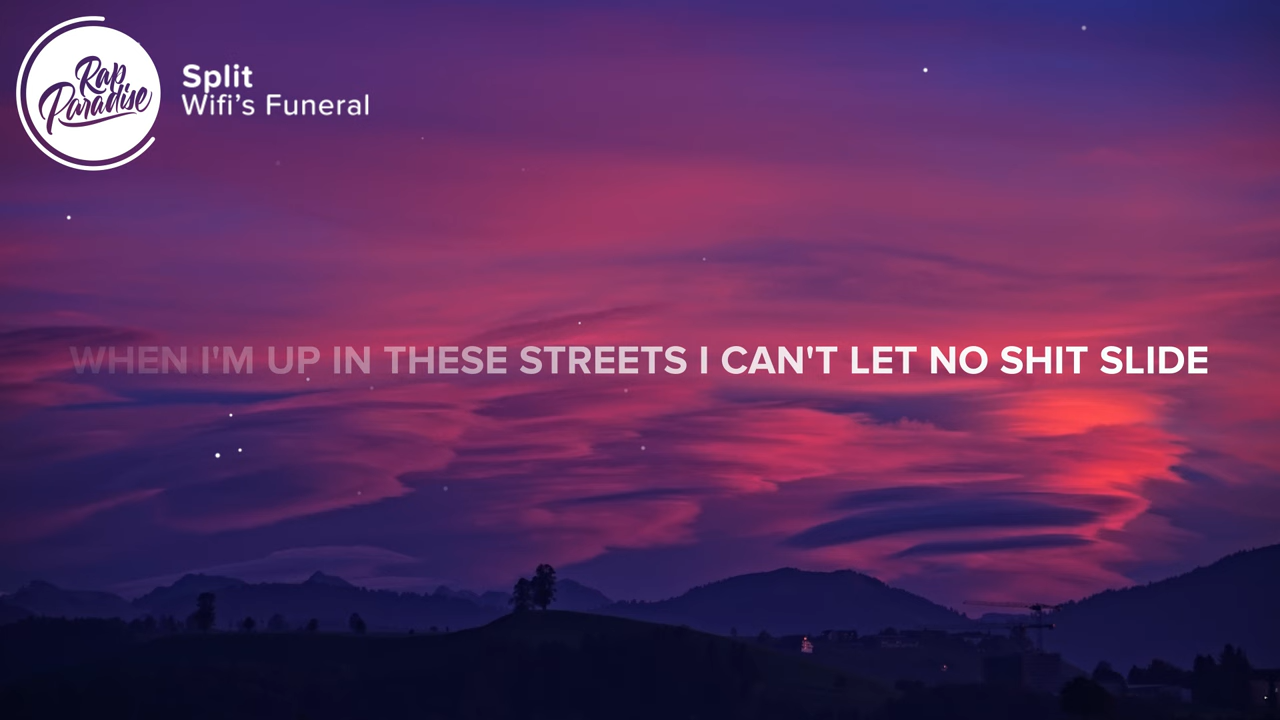 Rap
Paradise
Split
Wifi’s Funeral
WHEN I'M UP IN THESE STREETS I CAN'T LET NO SHIT SLIDE